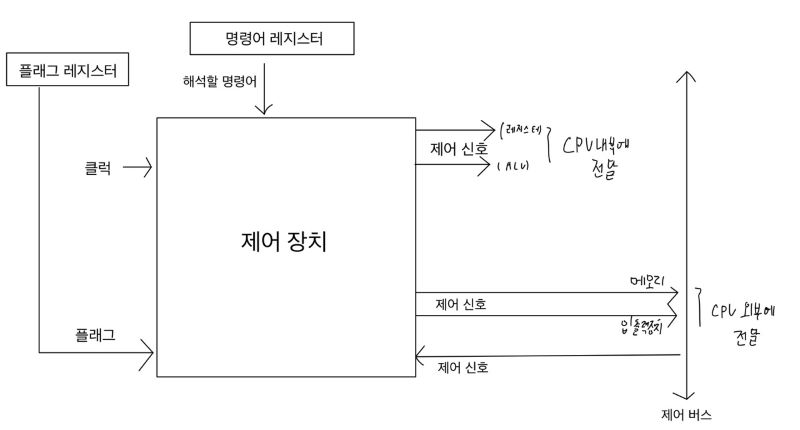 명령어 레지스터
플래그 레지스터
해석할 명령어
(레지스터)
제어 신호
CPU 내부에
전달
클럭
(ALU)
제어 장치
메모리
제어 신호
CPU 외부에
전달
입출력장치
플래그
제어 신호
제어 버스